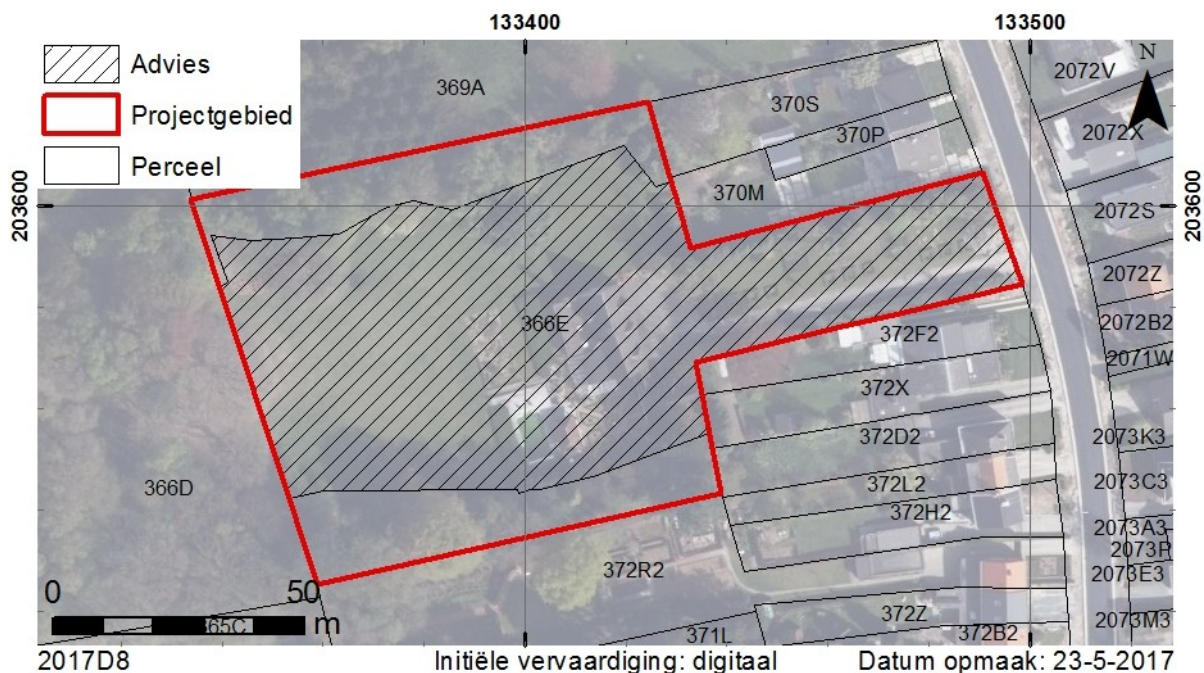 133400
133500
Advies
Projectgebied
Perceel
369A
370S
370P
370M
2072V
2072X
N
203600
203600
2072S
2072Z
2072B2
2071W
366E
372F2
372X
372D2
372L2
372H2
2073K3
2073C3
2073A3
2073P
2073E3
2073M3
366D
372R2
372Z
372B2
371L
0
50
m
365C
2017D8
Initiële vervaardiging: digitaal
Datum opmaak: 23-5-2017